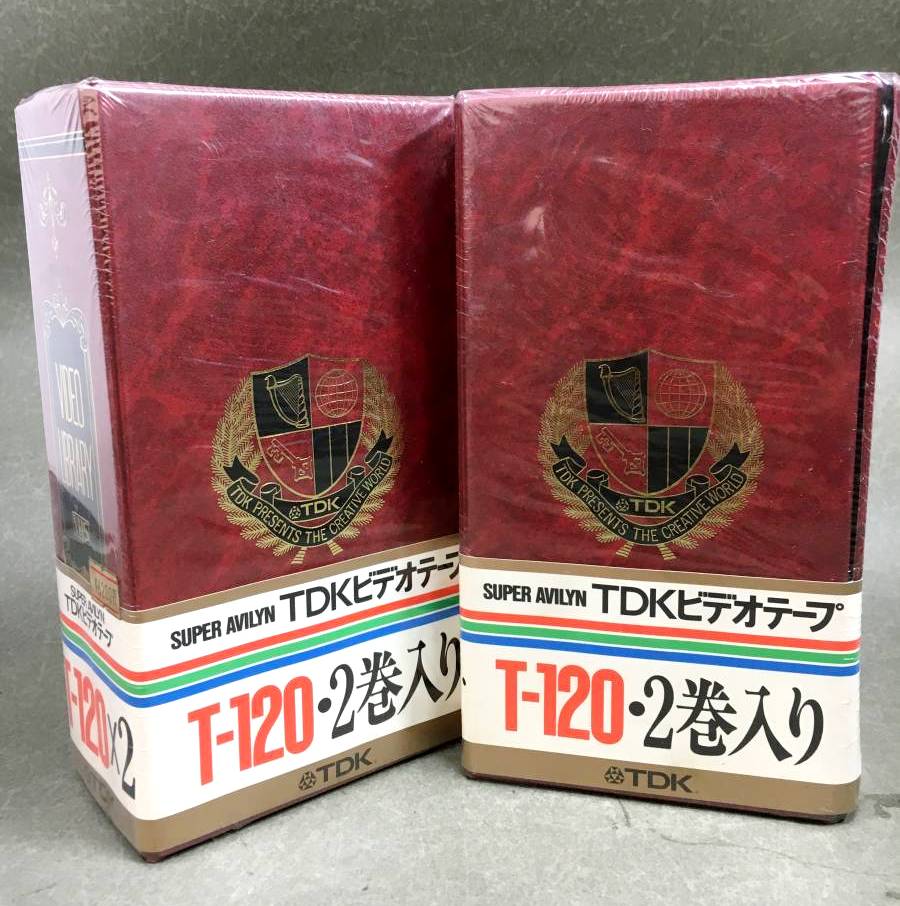 VIDEO
LIBRARY
SUPER AVILYN
TDKビデオテープ
T-120X2
TDK
TDK PRESENTS THE CREATIVE WORLD
SUPER AVILYN TDKビデオテープ
T-120・2巻入り
TDK
TDK
TDK PRESENTS THE CREATIVE WORLD
SUPER AVILYN TDKビデオテープ
T-120・2巻入り
TDK